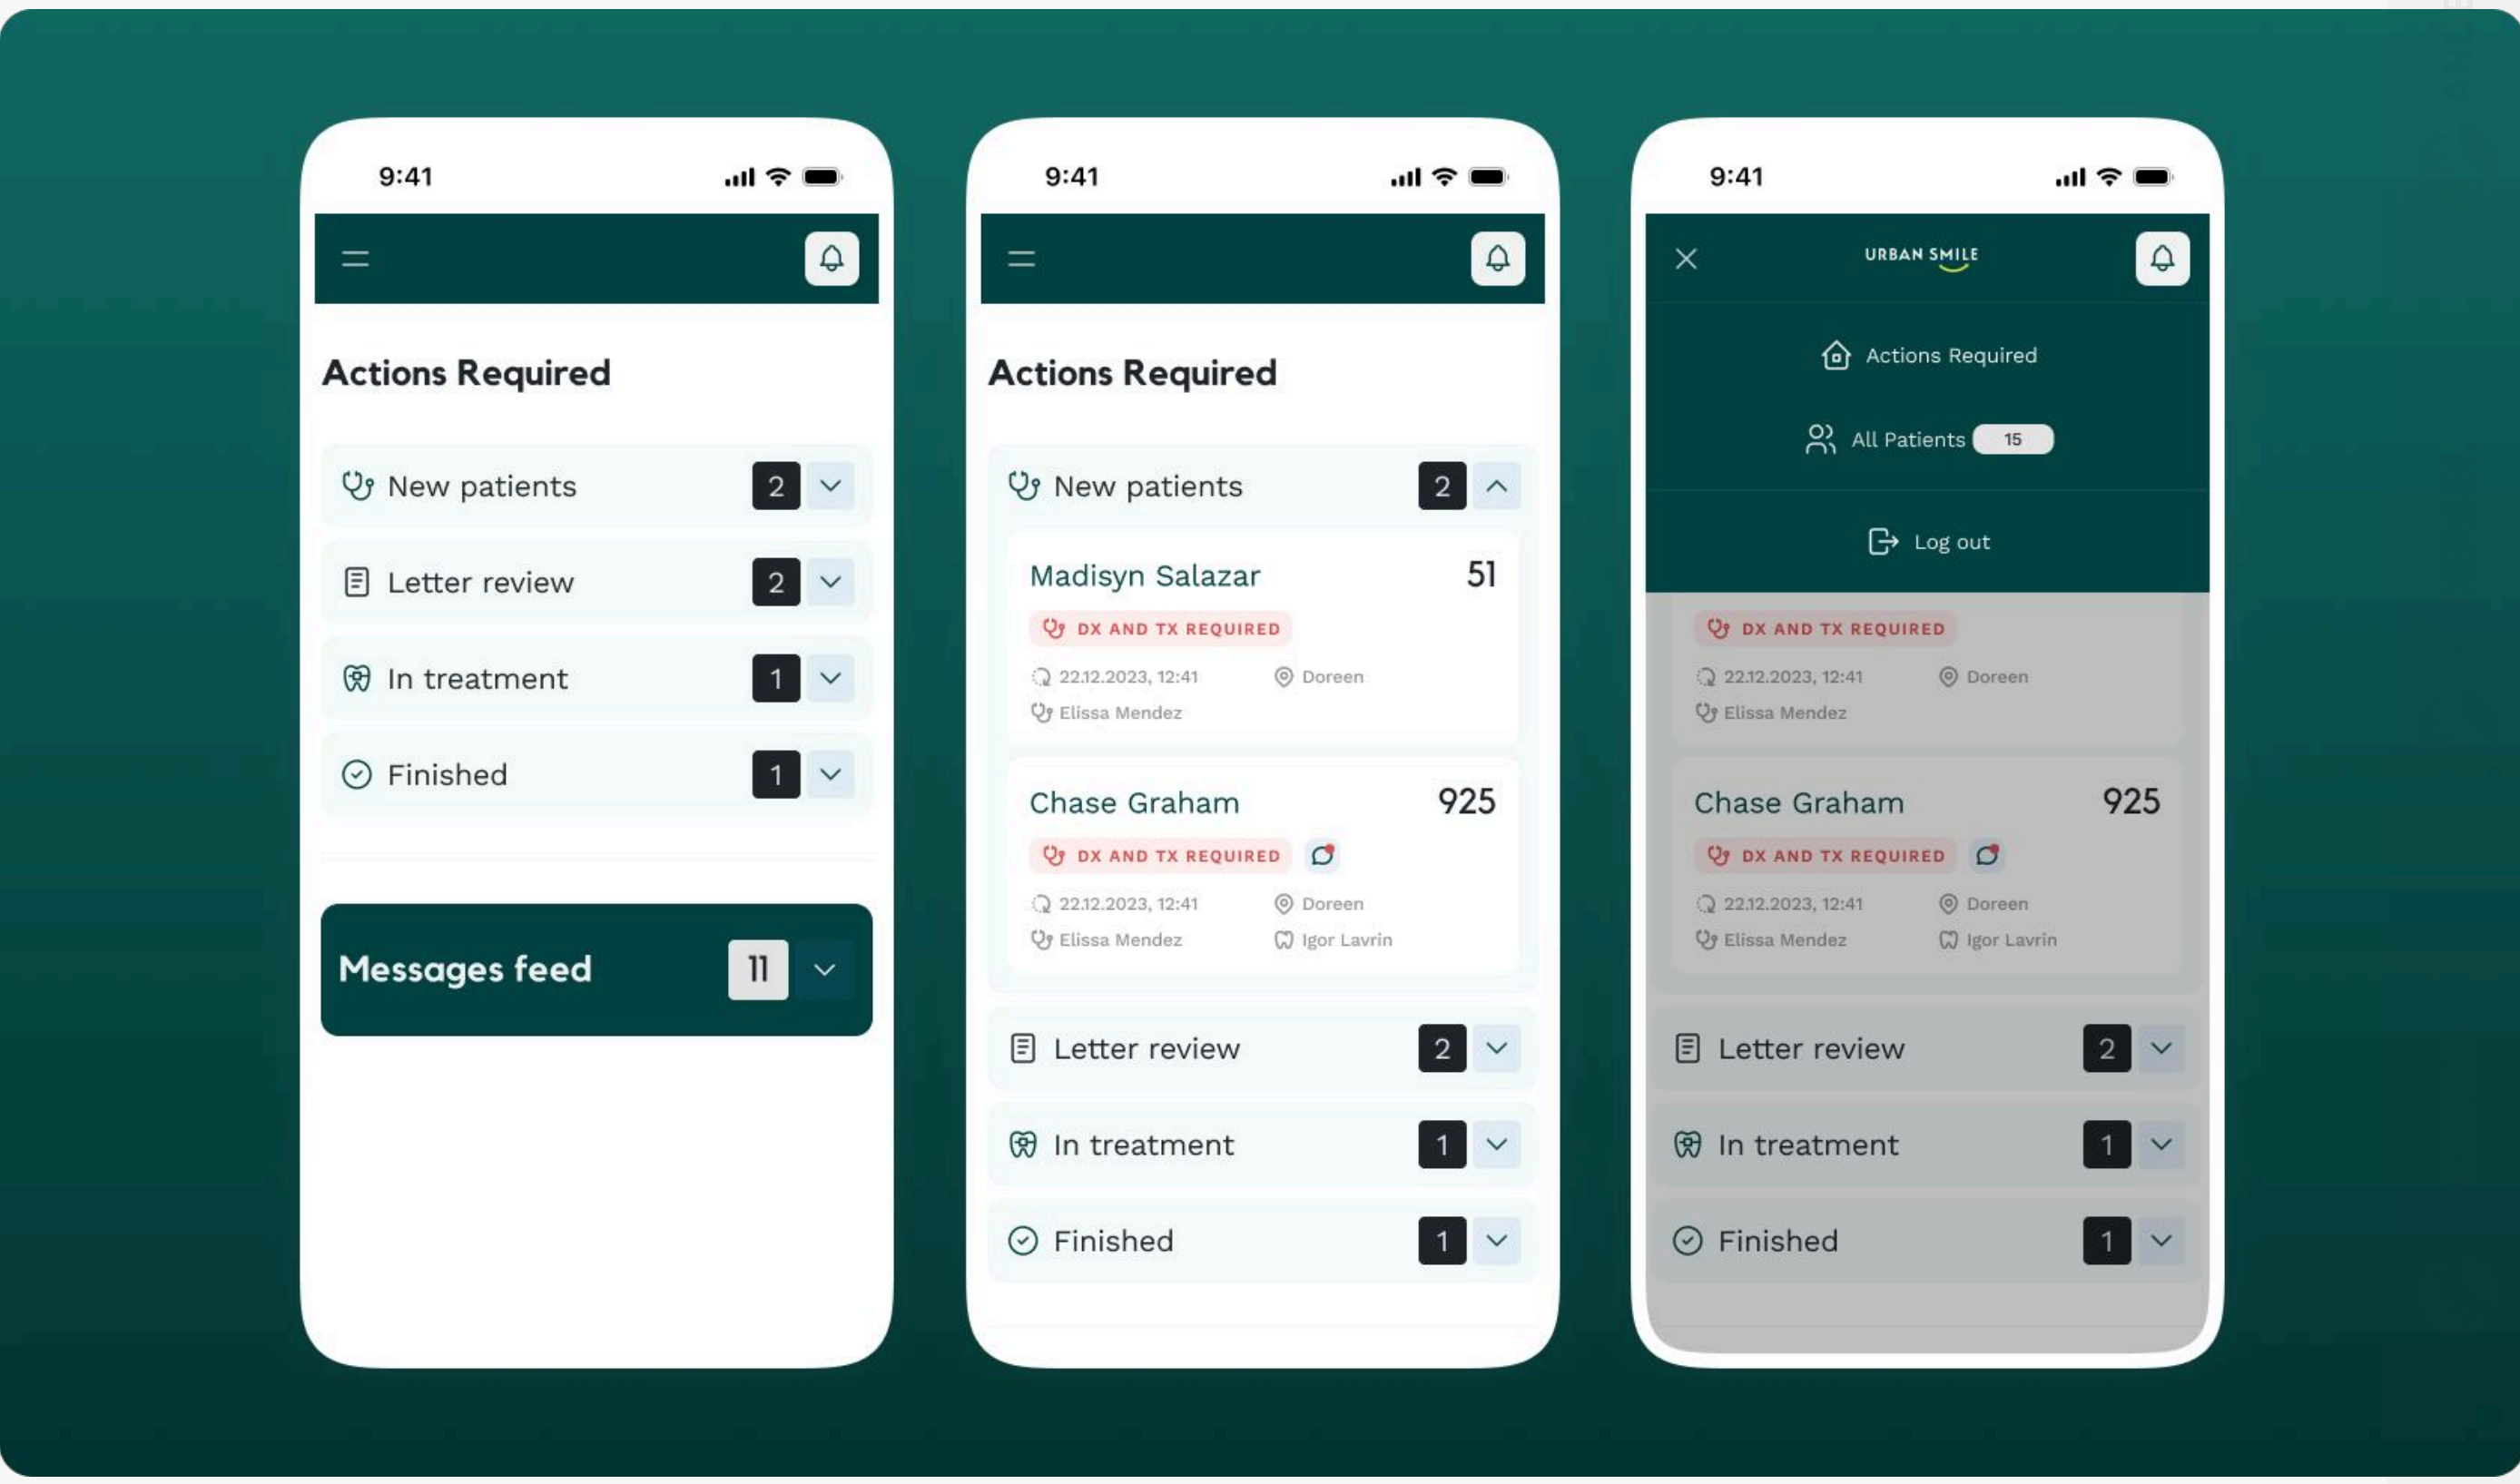 9:41
Actions Required
New patients 2
Letter review 2
In treatment 1
Finished 1
Messages feed 11
9:41
Actions Required
New patients 2
Madisyn Salazar 51
DX AND TX REQUIRED
22.12.2023, 12:41 Doreen
Elissa Mendez
Chase Graham 925
DX AND TX REQUIRED
22.12.2023, 12:41 Doreen
Elissa Mendez Igor Lavrin
Letter review 2
In treatment 1
Finished 1
9:41
URBAN SMILE
Actions Required
All Patients 15
Log out
DX AND TX REQUIRED
22.12.2023, 12:41 Doreen
Elissa Mendez
Chase Graham 925
DX AND TX REQUIRED
22.12.2023, 12:41 Doreen
Elissa Mendez Igor Lavrin
Letter review 2
In treatment 1
Finished 1